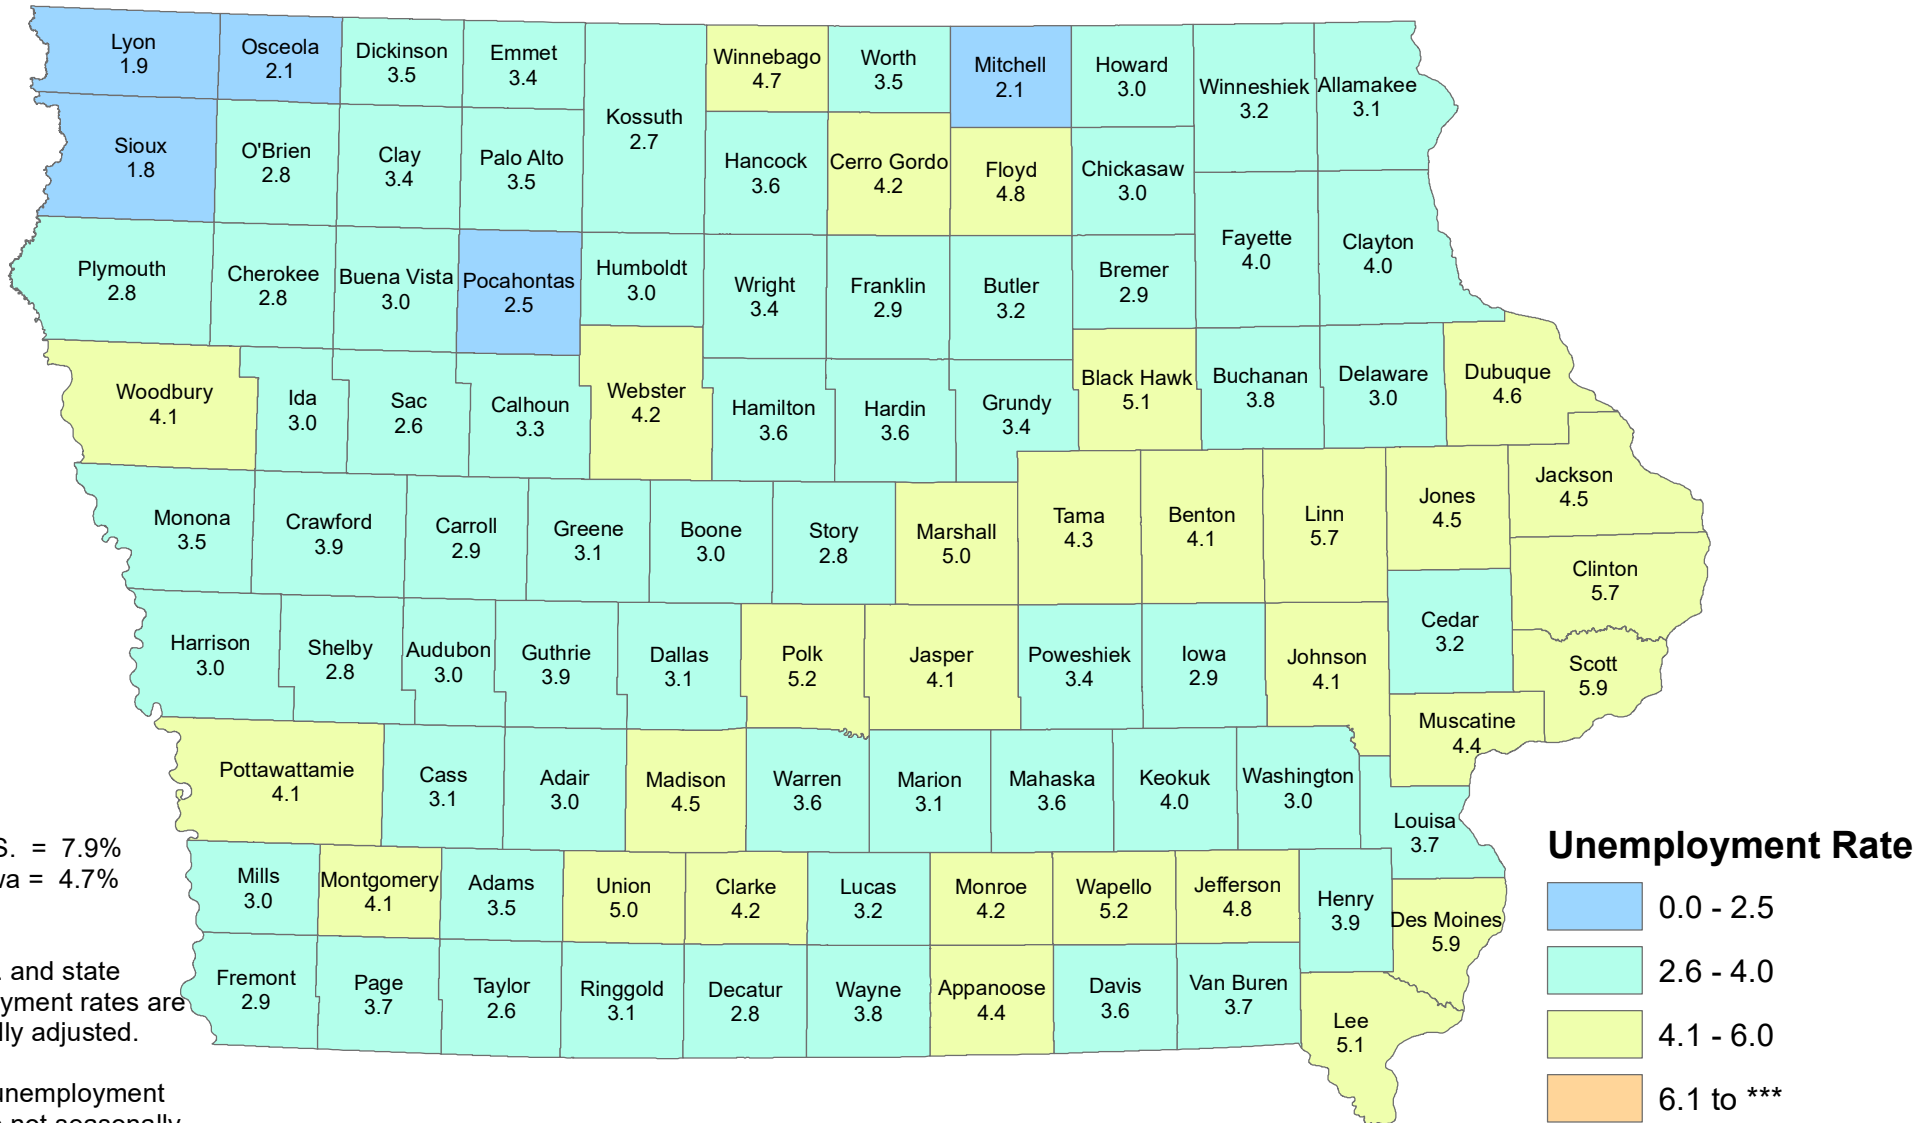 Lyon
1.9
Osceola
2.1
Dickinson
3.5
Emmet
3.4
Kossuth
2.7
Winnebago
4.7
Worth
3.5
Mitchell
2.1
Howard
3.0
Winneshiek
3.2
Allamakee
3.1
Sioux
1.8
O'Brien
2.8
Clay
3.4
Palo Alto
3.5
Hancock
3.6
Cerro Gordo
4.2
Floyd
4.8
Chickasaw
3.0
Fayette
4.0
Clayton
4.0
Plymouth
2.8
Cherokee
2.8
Buena Vista
3.0
Pocahontas
2.5
Humboldt
3.0
Wright
3.4
Franklin
2.9
Butler
3.2
Bremer
2.9
Woodbury
4.1
Ida
3.0
Sac
2.6
Calhoun
3.3
Webster
4.2
Hamilton
3.6
Hardin
3.6
Grundy
3.4
Black Hawk
5.1
Buchanan
3.8
Delaware
3.0
Dubuque
4.6
Monona
3.5
Crawford
3.9
Carroll
2.9
Greene
3.1
Boone
3.0
Story
2.8
Marshall
5.0
Tama
4.3
Benton
4.1
Linn
5.7
Jones
4.5
Jackson
4.5
Clinton
5.7
Harrison
3.0
Shelby
2.8
Audubon
3.0
Guthrie
3.9
Dallas
3.1
Polk
5.2
Jasper
4.1
Poweshiek
3.4
Iowa
2.9
Johnson
4.1
Cedar
3.2
Scott
5.9
Muscatine
4.4
Pottawattamie
4.1
Cass
3.1
Adair
3.0
Madison
4.5
Warren
3.6
Marion
3.1
Mahaska
3.6
Keokuk
4.0
Washington
3.0
Louisa
3.7
Mills
3.0
Montgomery
4.1
Adams
3.5
Union
5.0
Clarke
4.2
Lucas
3.2
Monroe
4.2
Wapello
5.2
Jefferson
4.8
Henry
3.9
Des Moines
5.9
Fremont
2.9
Page
3.7
Taylor
2.6
Ringgold
3.1
Decatur
2.8
Wayne
3.8
Appanoose
4.4
Davis
3.6
Van Buren
3.7
Lee
5.1
S. = 7.9%
wa = 4.7%
. and state
yment rates are
lly adjusted.
unemployment
not seasonally
Unemployment Rate
0.0 - 2.5
2.6 - 4.0
4.1 - 6.0
6.1 to ***